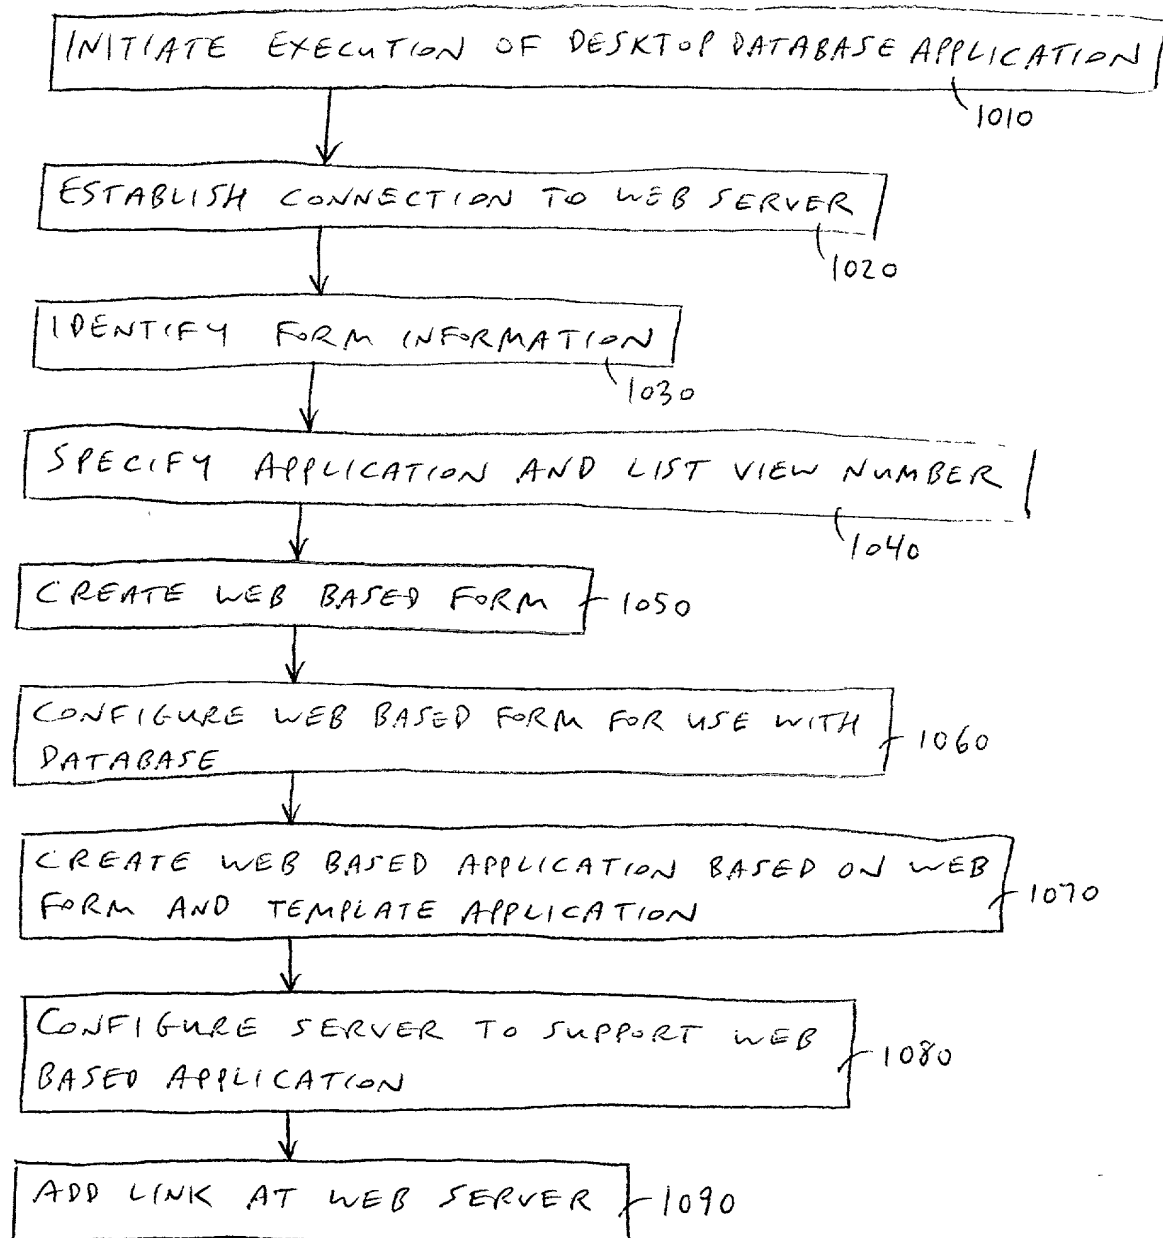 INITIATE EXECUTION OF DESKTOP DATABASE APPLICATION
1010
ESTABLISH CONNECTION TO WEB SERVER
1020
IDENTIFY FORM INFORMATION
1030
SPECIFY APPLICATION AND LIST VIEW NUMBER
1040
CREATE WEB BASED FORM 1050
CONFIGURE WEB BASED FORM FOR USE WITH
DATABASE
1060
CREATE WEB BASED APPLICATION BASED ON WEB
FORM AND TEMPLATE APPLICATION
1070
CONFIGURE SERVER TO SUPPORT WEB
BASED APPLICATION
1080
ADD LINK AT WEB SERVER 1090